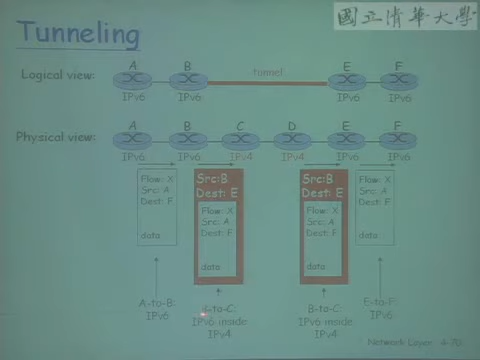 國立清華大學
Tunneling
Logical view:
A B tunnel E F
IPv6 IPv6 IPv6 IPv6
Physical view:
A B C D E F
IPv6 IPv6 IPv4 IPv4 IPv6 IPv6
Flow: X
Src: A
Dest: F
data
Src:B
Dest: E
Flow: X
Src: A
Dest: F
data
Src:B
Dest: E
Flow: X
Src: A
Dest: F
data
Flow: X
Src: A
Dest: F
data
A-to-B:
IPv6
-to-C:
IPv6 inside
IPv4
B-to-C:
IPv6 inside
IPv4
E-to-F:
IPv6
Network Layer 4-70